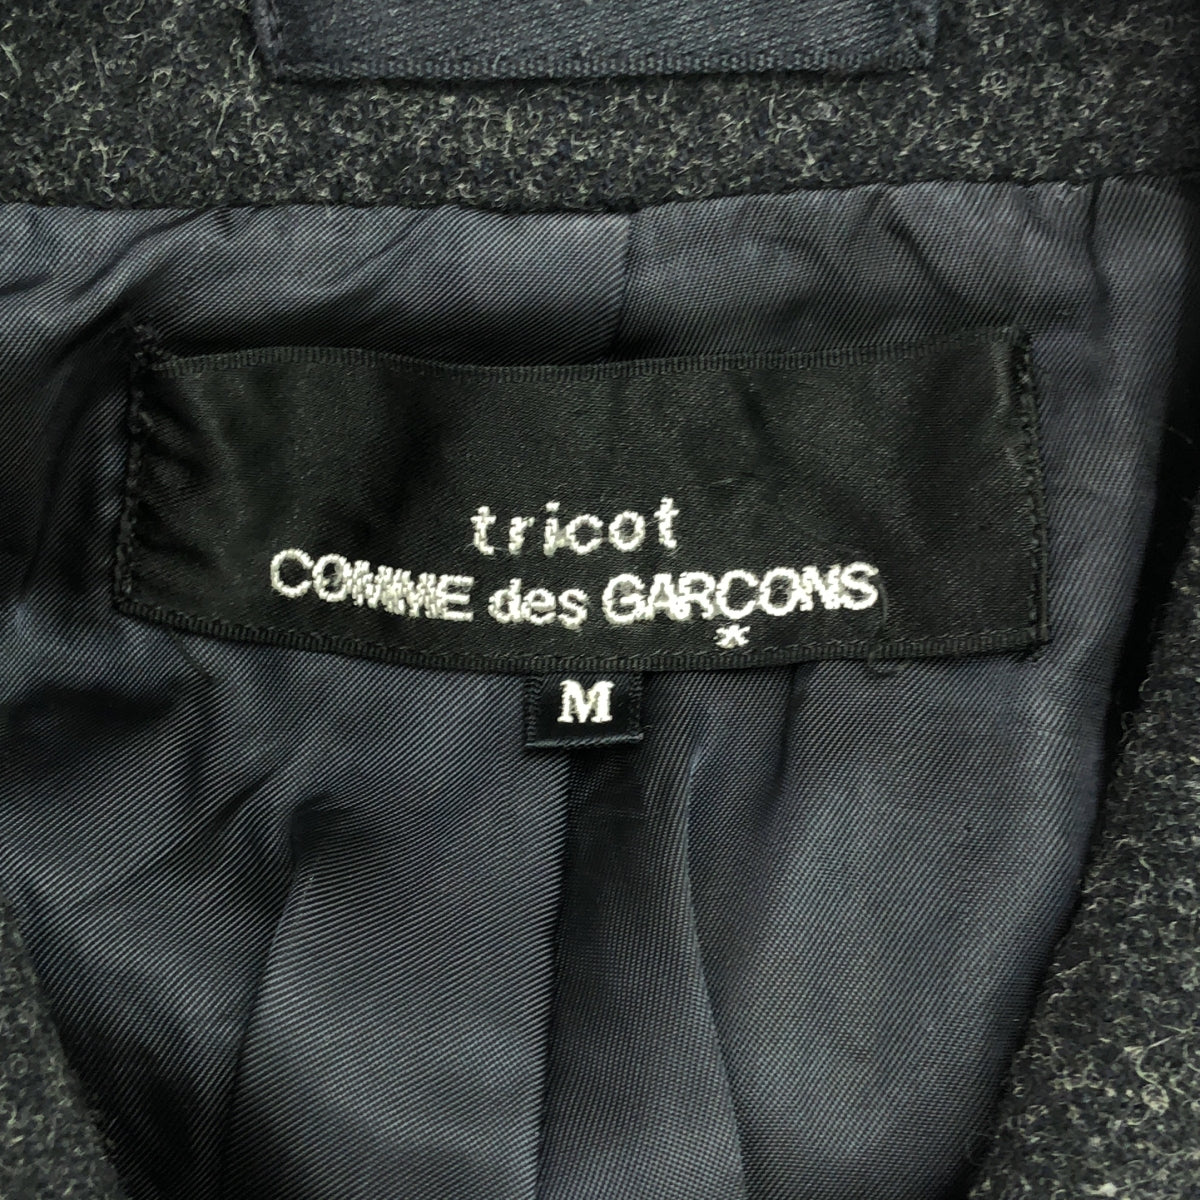 tricot
COMME des GARÇONS
*
M